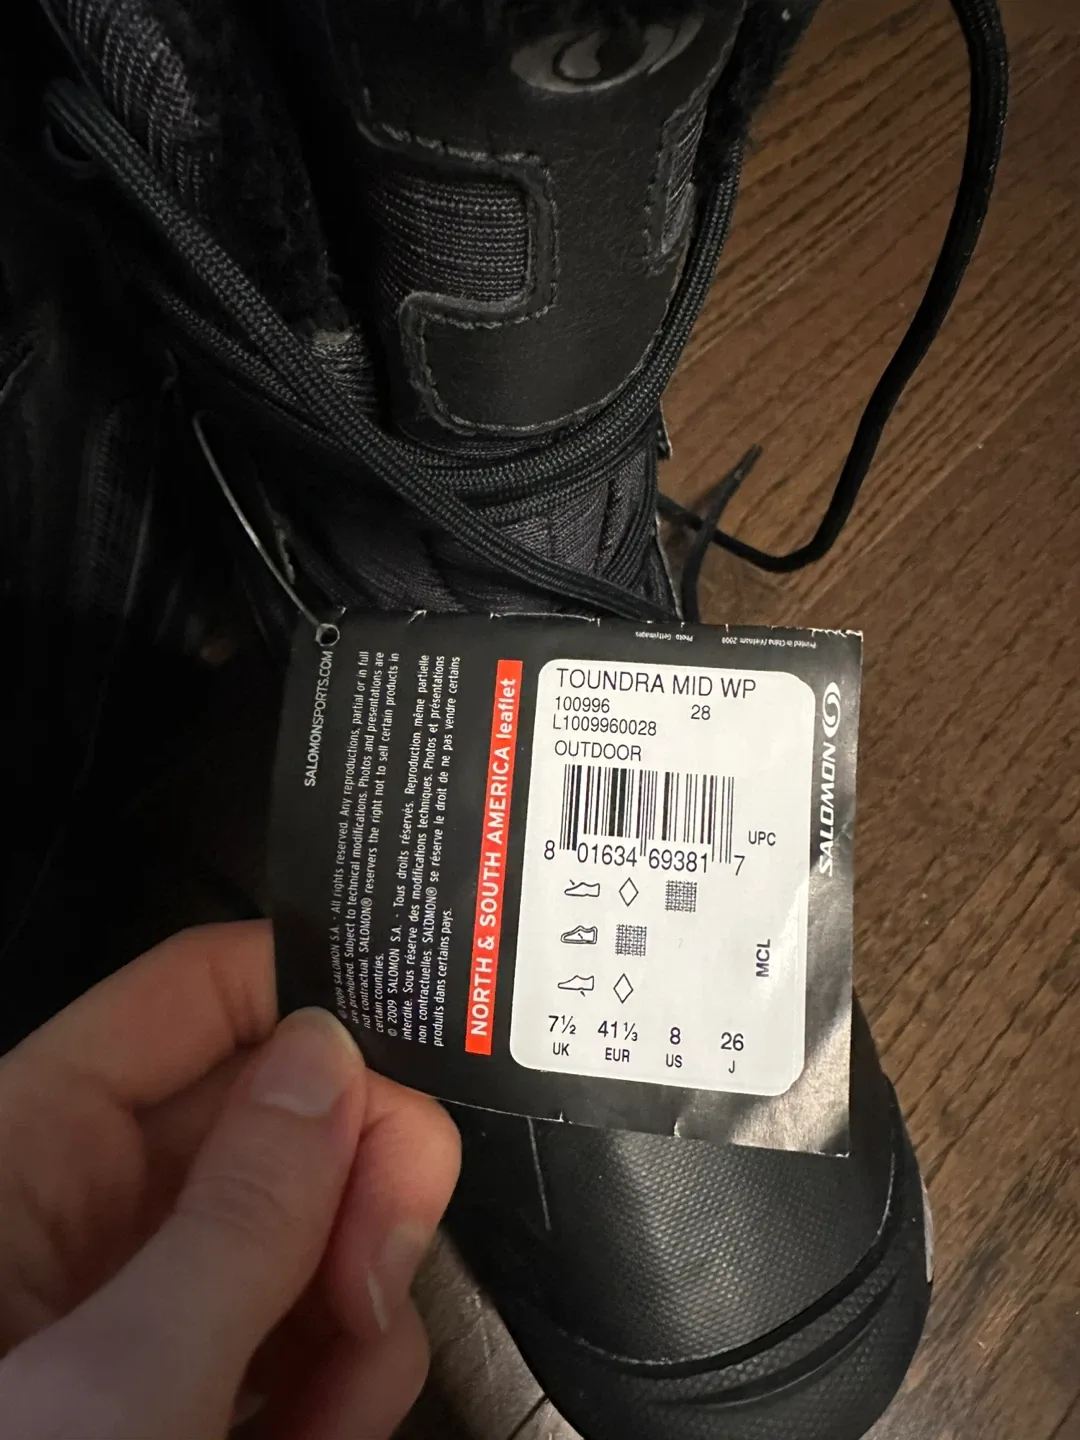 TOUNDRA MID WP
100996 28
L1009960028
OUTDOOR
8 01634 69381 7 UPC
MCL
7½ 41⅓ 8 26
UK EUR US J
SALOMON
NORTH & SOUTH AMERICA leaflet
SALOMONSPORTS.COM
© 2009 SALOMON S.A. · All rights reserved. Any reproductions, partial or in full
are prohibited. Subject to technical modifications. Photos and presentations are
not contractual. SALOMON® reservers the right not to sell certain products in
certain countries.
© 2009 SALOMON S.A. · Tous droits réservés. Reproduction même partielle
interdite. Sous réserve des modifications techniques. Photos et présentations
non contractuelles. SALOMON® se réserve le droit de ne pas vendre certains
produits dans certains pays.
Photo Gettyimages
Printed in China / Vietnam 2009